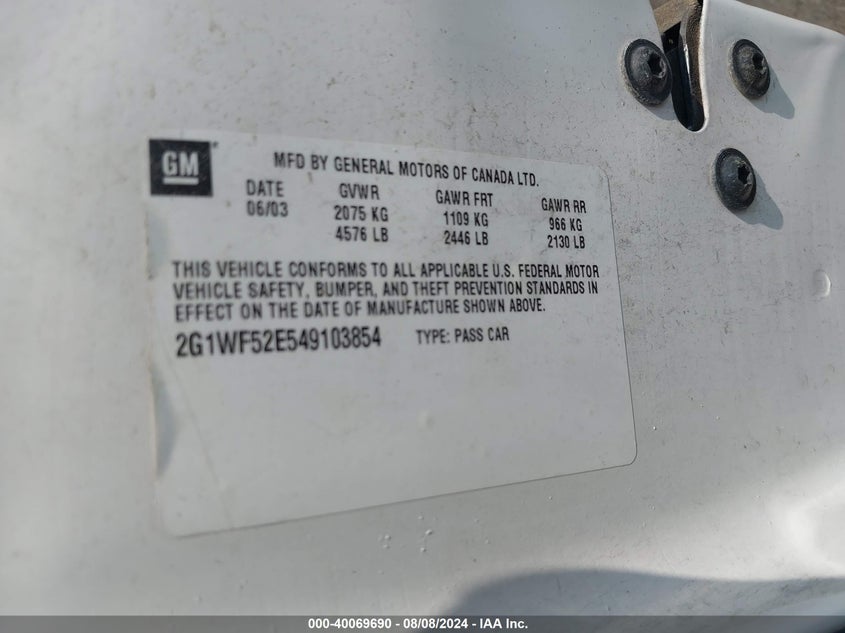 GM
MFD BY GENERAL MOTORS OF CANADA LTD.
DATE GVWR GAWR FRT GAWR RR
06/03 2075 KG 1109 KG 966 KG
4576 LB 2446 LB 2130 LB
THIS VEHICLE CONFORMS TO ALL APPLICABLE U.S. FEDERAL MOTOR
VEHICLE SAFETY, BUMPER, AND THEFT PREVENTION STANDARDS IN
EFFECT ON THE DATE OF MANUFACTURE SHOWN ABOVE.
2G1WF52E549103854 TYPE: PASS CAR
000-40069690 - 08/08/2024 - IAA Inc.